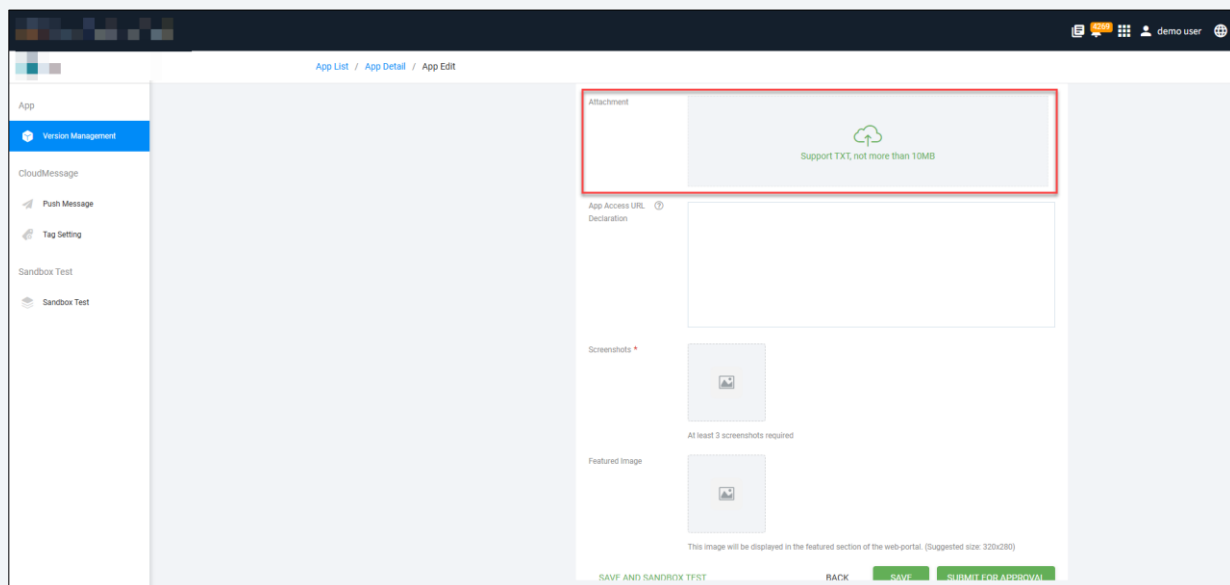 4269
demo user
App List / App Detail / App Edit
App
Version Management
CloudMessage
Push Message
Tag Setting
Sandbox Test
Sandbox Test
Attachment
Support TXT, not more than 10MB
App Access URL ?
Declaration
Screenshots *
At least 3 screenshots required
Featured Image
This image will be displayed in the featured section of the web-portal. (Suggested size: 320x280)
SAVE AND SANDBOX TEST
BACK
SAVE
SUBMIT FOR APPROVAL